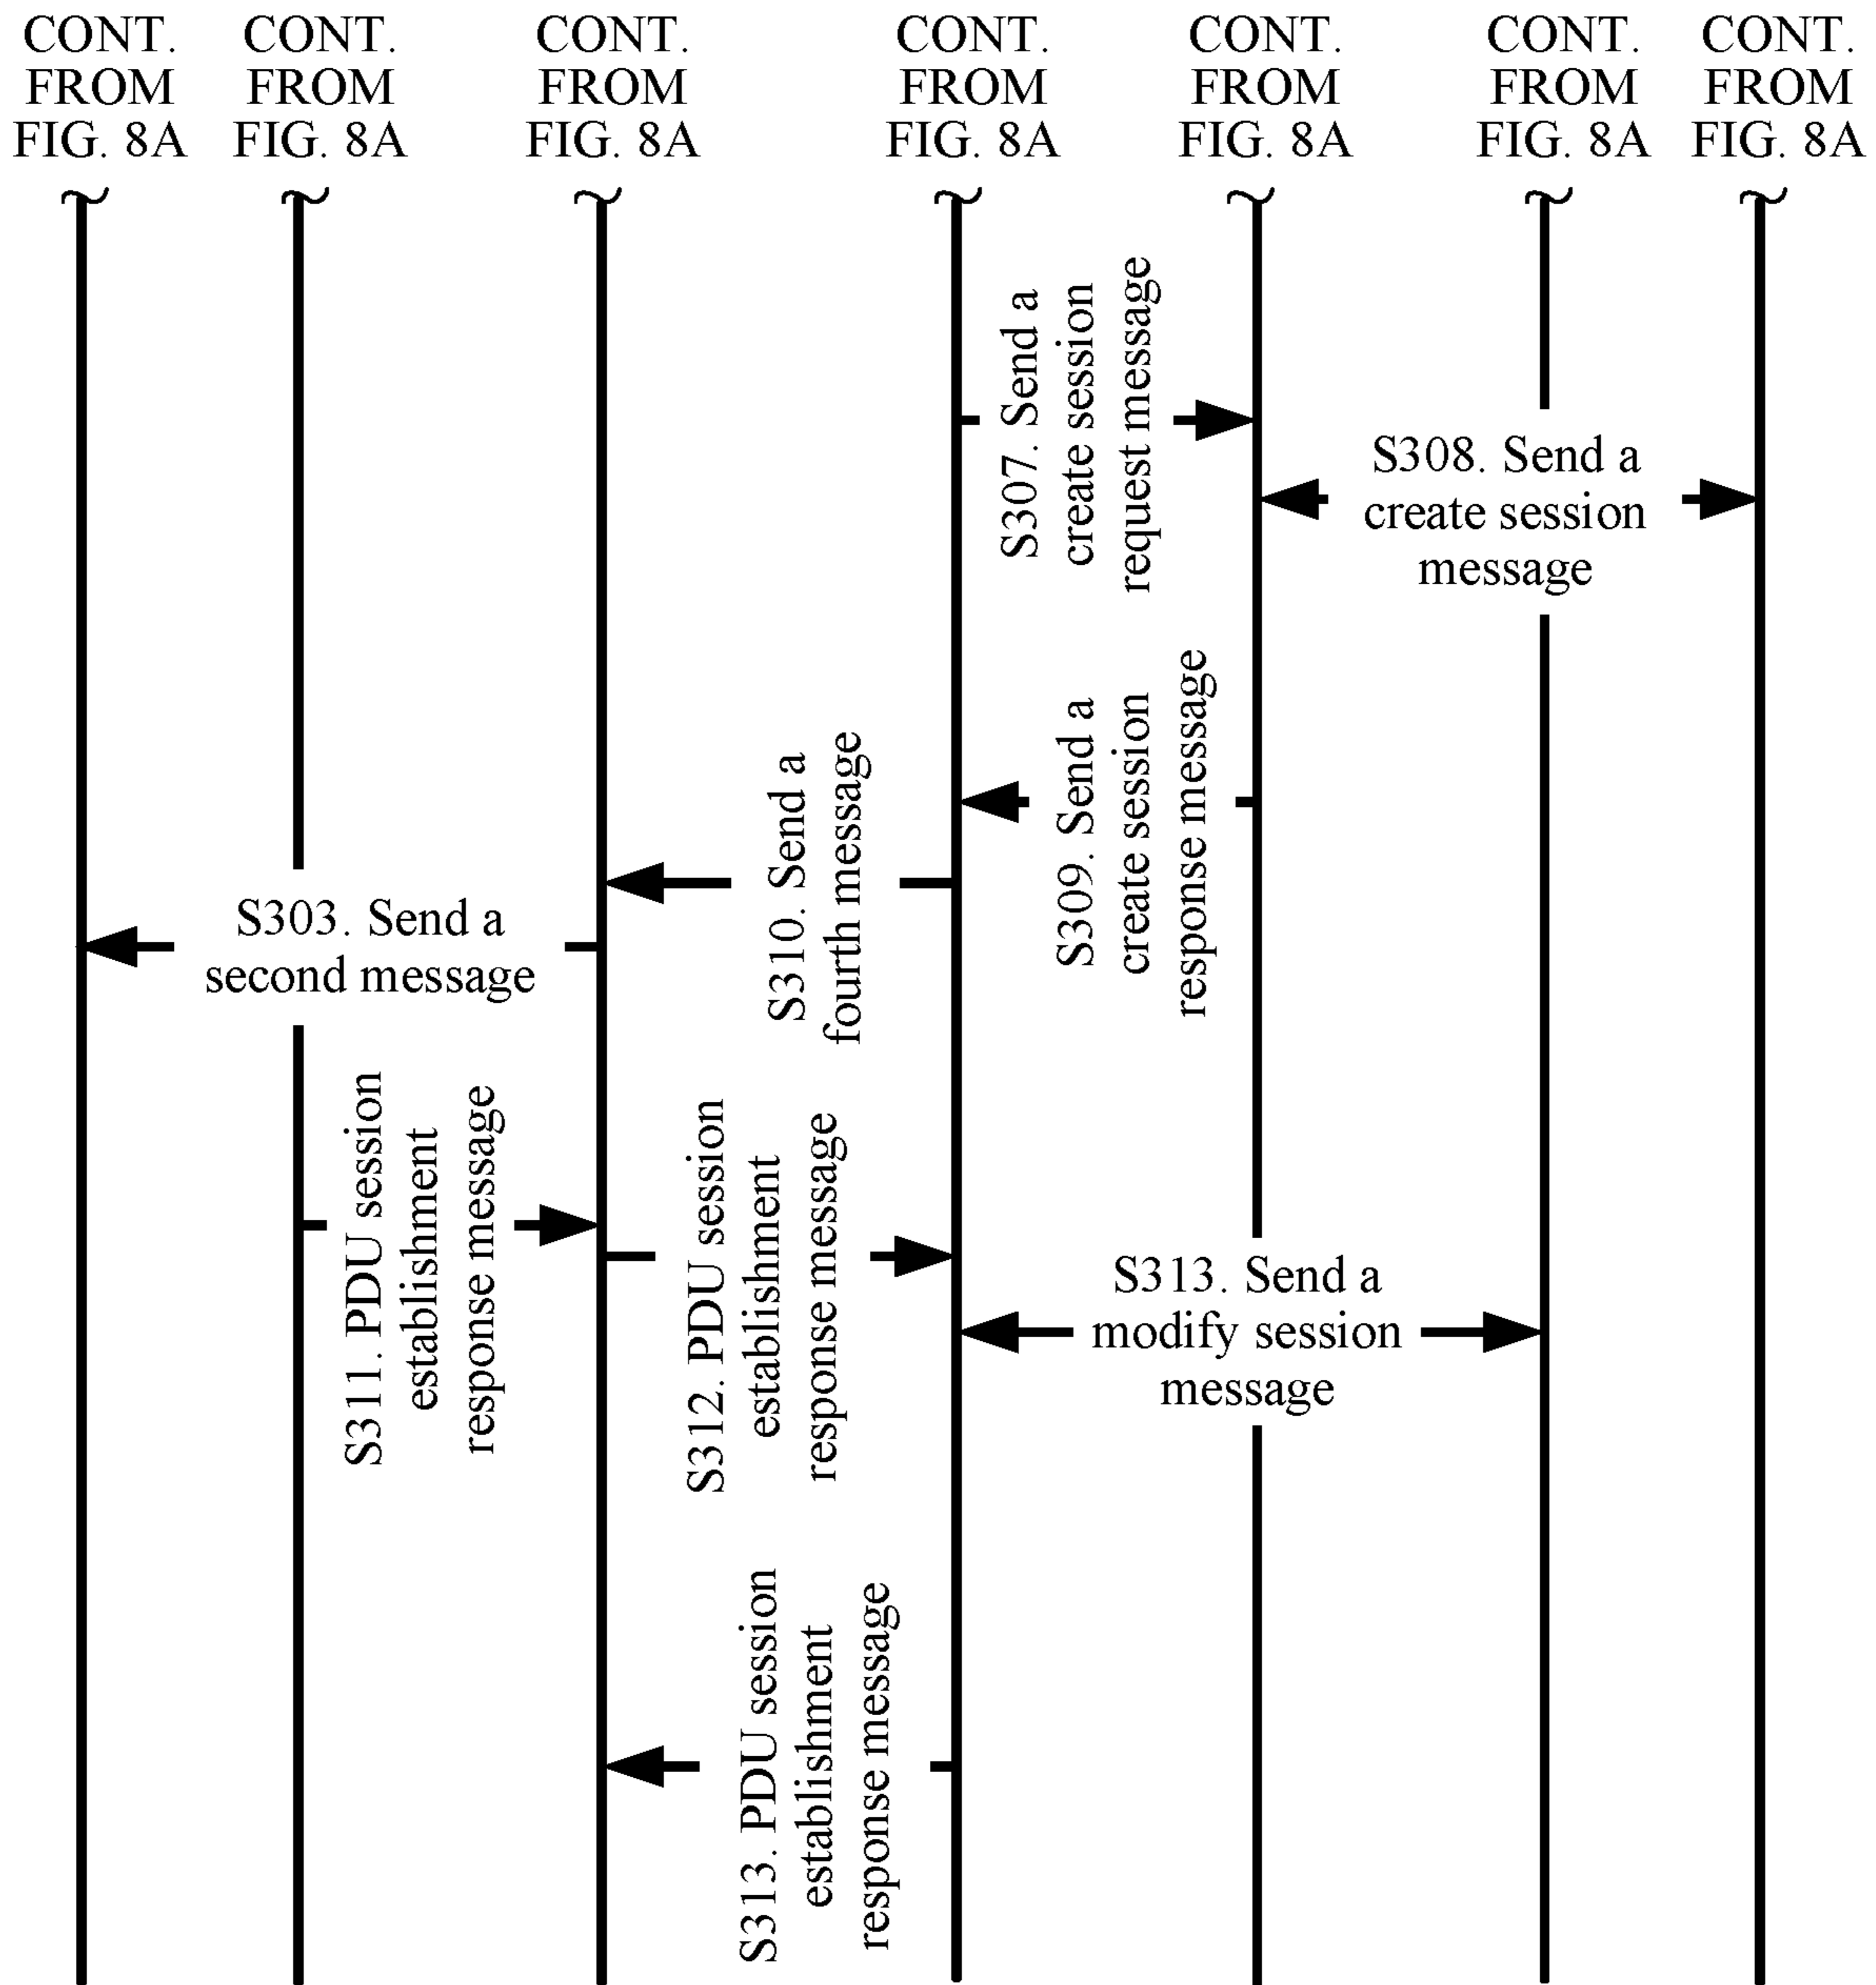 CONT.
FROM
FIG. 8A
CONT.
FROM
FIG. 8A
CONT.
FROM
FIG. 8A
CONT.
FROM
FIG. 8A
CONT.
FROM
FIG. 8A
CONT.
FROM
FIG. 8A
CONT.
FROM
FIG. 8A
S307. Send a
create session
request message
S308. Send a
create session
message
S309. Send a
create session
response message
S310. Send a
fourth message
S303. Send a
second message
S311. PDU session
establishment
response message
S312. PDU session
establishment
response message
S313. Send a
modify session
message
S313. PDU session
establishment
response message